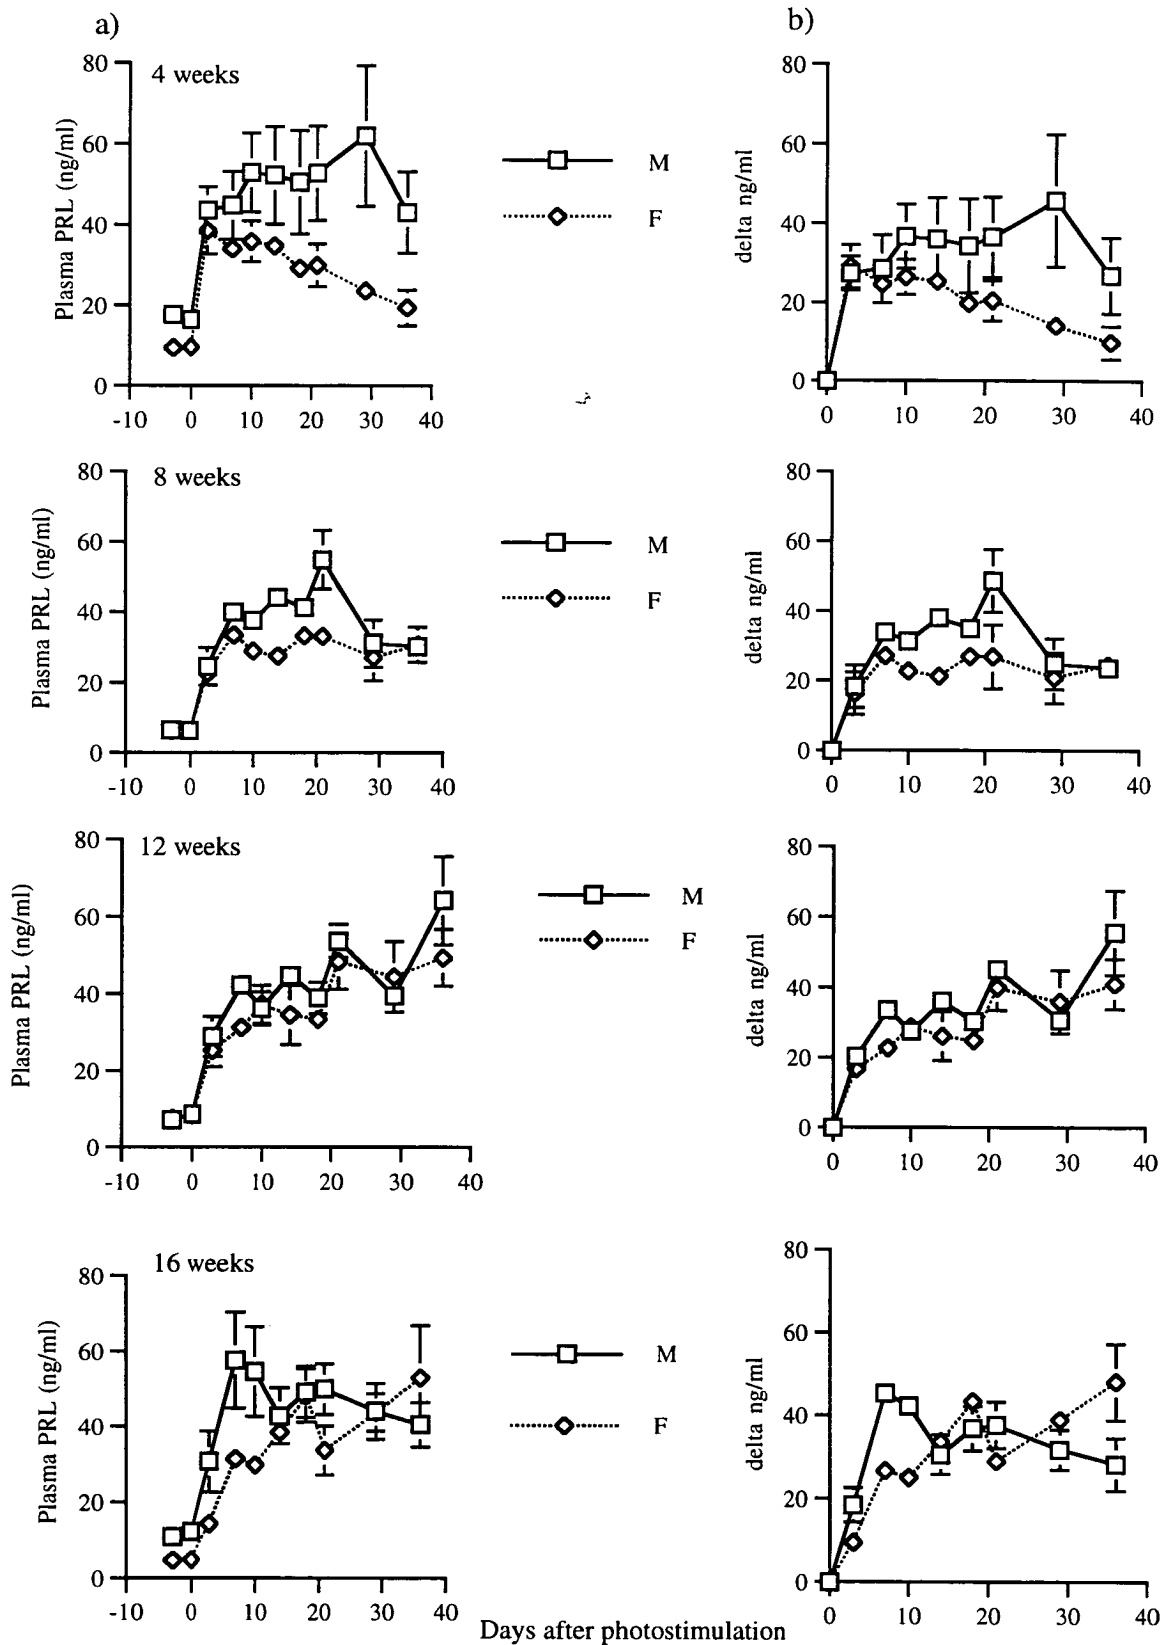 a)
b)
80
60
40
20
0
Plasma PRL (ng/ml)
4 weeks
-10 0 10 20 30 40
M
F
80
60
40
20
0
delta ng/ml
0 10 20 30 40
80
60
40
20
0
Plasma PRL (ng/ml)
8 weeks
-10 0 10 20 30 40
M
F
80
60
40
20
0
delta ng/ml
0 10 20 30 40
80
60
40
20
0
Plasma PRL (ng/ml)
12 weeks
-10 0 10 20 30 40
M
F
80
60
40
20
0
delta ng/ml
0 10 20 30 40
80
60
40
20
0
Plasma PRL (ng/ml)
16 weeks
-10 0 10 20 30 40
M
F
80
60
40
20
0
delta ng/ml
0 10 20 30 40
Days after photostimulation